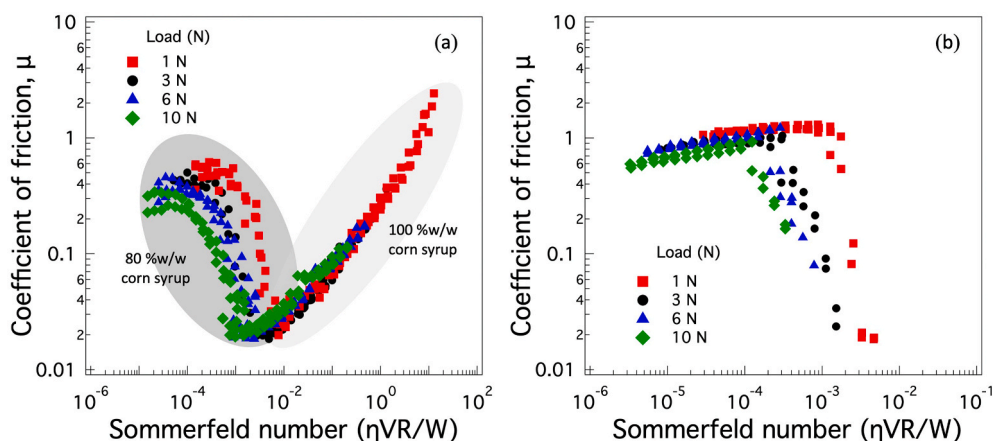 (a)
Load (N)
1 N
3 N
6 N
10 N
80 %w/w
corn syrup
100 %w/w
corn syrup
Coefficient of friction, μ
10
6
4
2
1
6
4
2
0.1
6
4
2
0.01
10⁻⁶
10⁻⁴
10⁻²
10⁰
10²
Sommerfeld number (ηVR/W)
(b)
Load (N)
1 N
3 N
6 N
10 N
Coefficient of friction, μ
10
6
4
2
1
6
4
2
0.1
6
4
2
0.01
10⁻⁶
10⁻⁵
10⁻⁴
10⁻³
10⁻²
10⁻¹
Sommerfeld number (ηVR/W)